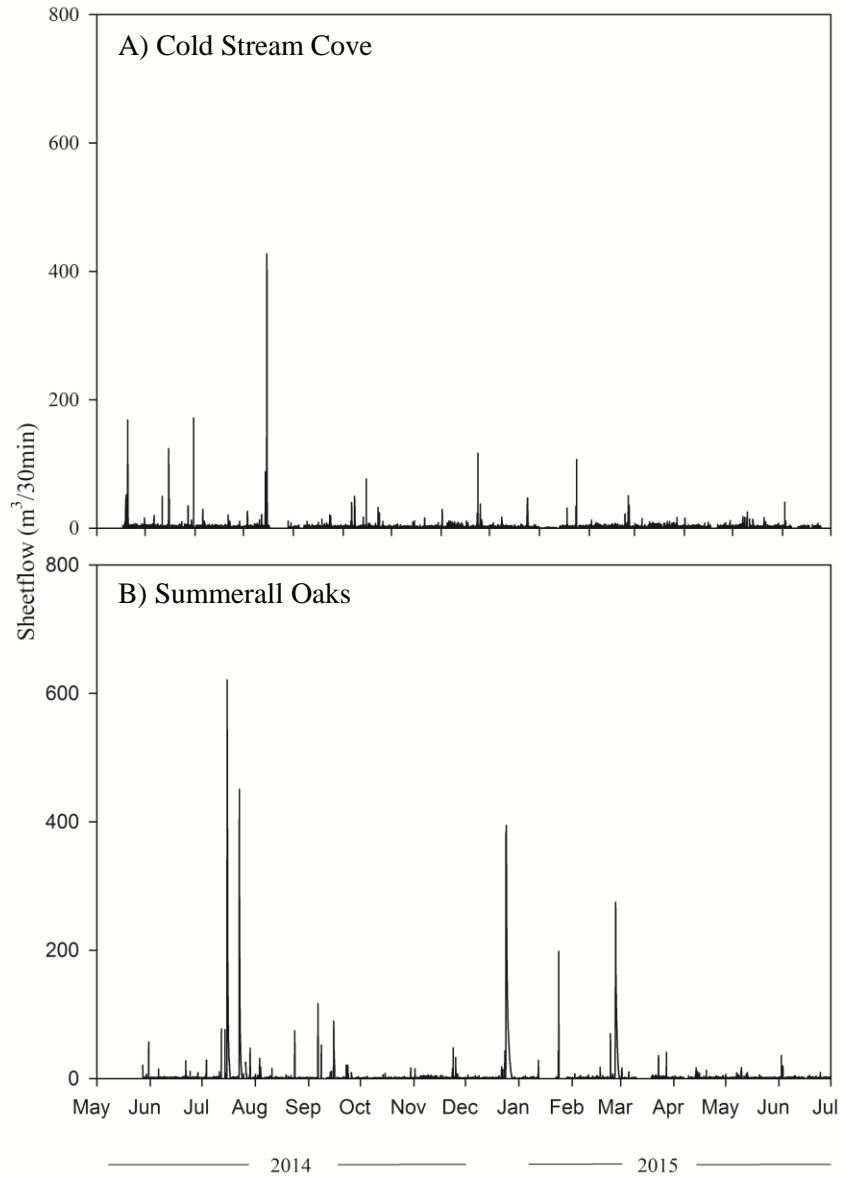 800
A) Cold Stream Cove
600
400
200
0
Sheetflow (m³/30min)
800
B) Summerall Oaks
600
400
200
0
May Jun Jul Aug Sep Oct Nov Dec Jan Feb Mar Apr May Jun Jul
2014 2015